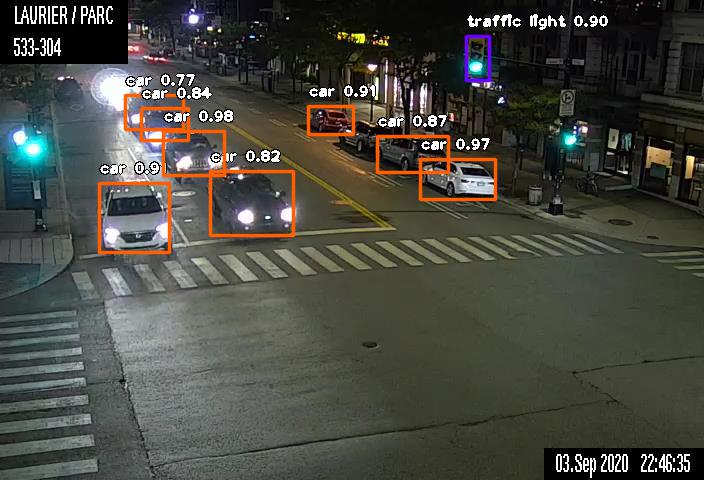 LAURIER / PARC
533-304
traffic light 0.90
car 0.77
car 0.84
car 0.91
car 0.98
car 0.87
car 0.97
car 0.82
car 0.9
03.Sep 2020 22:46:35